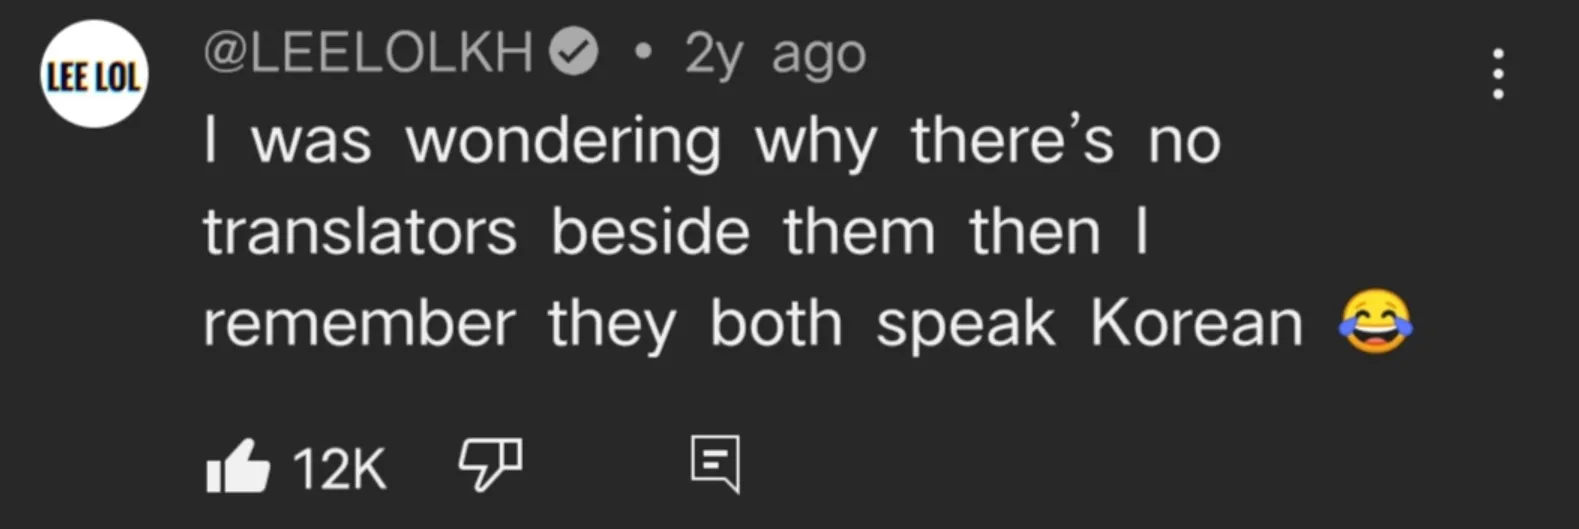 LEE LOL
@LEELOLKH • 2y ago
I was wondering why there’s no
translators beside them then I
remember they both speak Korean 😂
12K